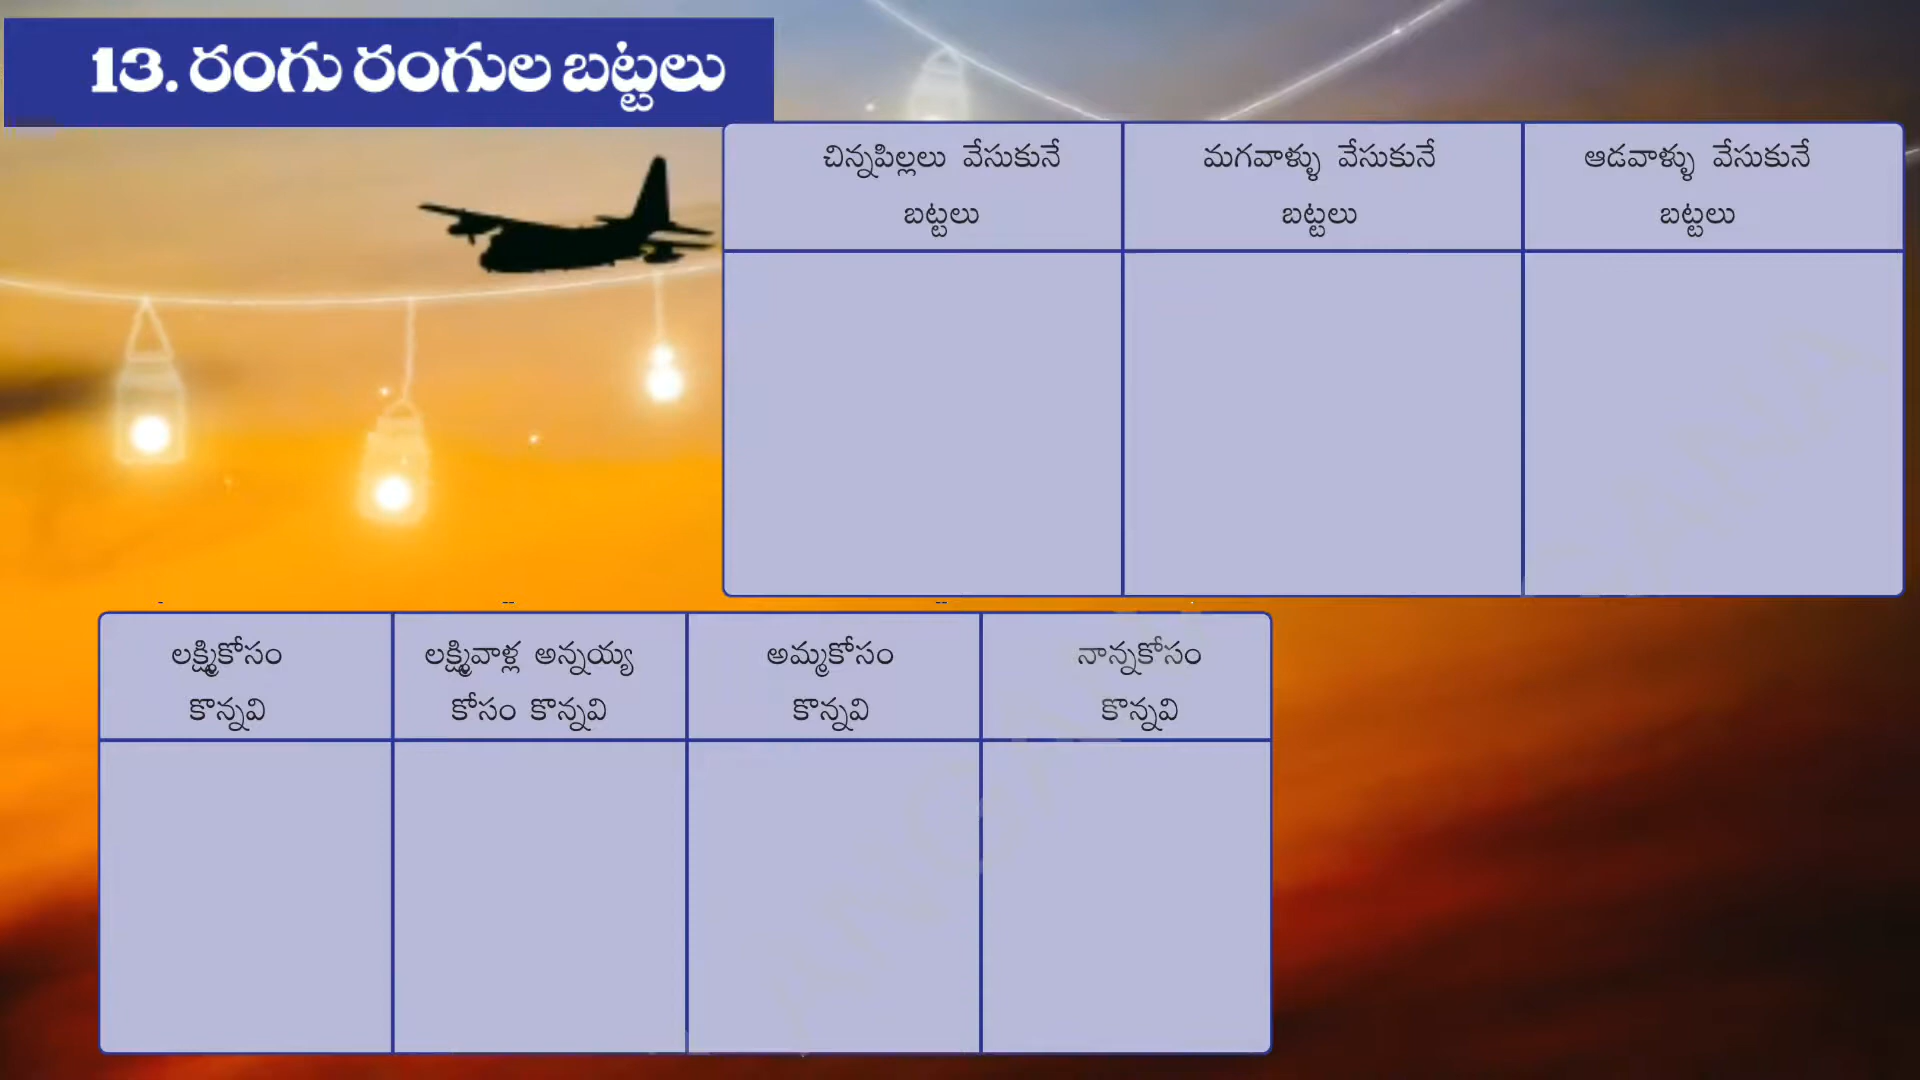 13. రంగు రంగుల బట్టలు
చిన్నపిల్లలు వేసుకునే
బట్టలు
మగవాళ్ళు వేసుకునే
బట్టలు
ఆడవాళ్ళు వేసుకునే
బట్టలు
లక్ష్మికోసం
కొన్నవి
లక్ష్మివాళ్ల అన్నయ్య
కోసం కొన్నవి
అమ్మకోసం
కొన్నవి
నాన్నకోసం
కొన్నవి